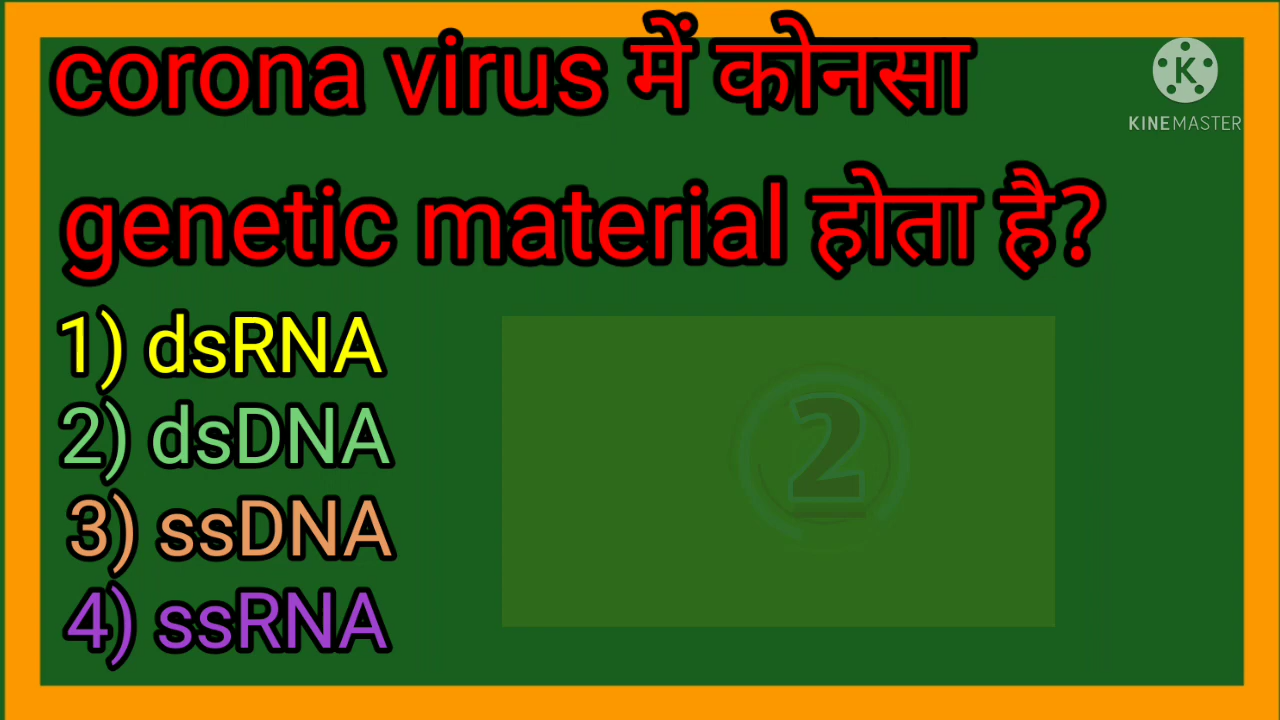 corona virus में कोनसा
KINEMASTER
genetic material होता है?
1) dsRNA
2) dsDNA
3) ssDNA
4) ssRNA
2